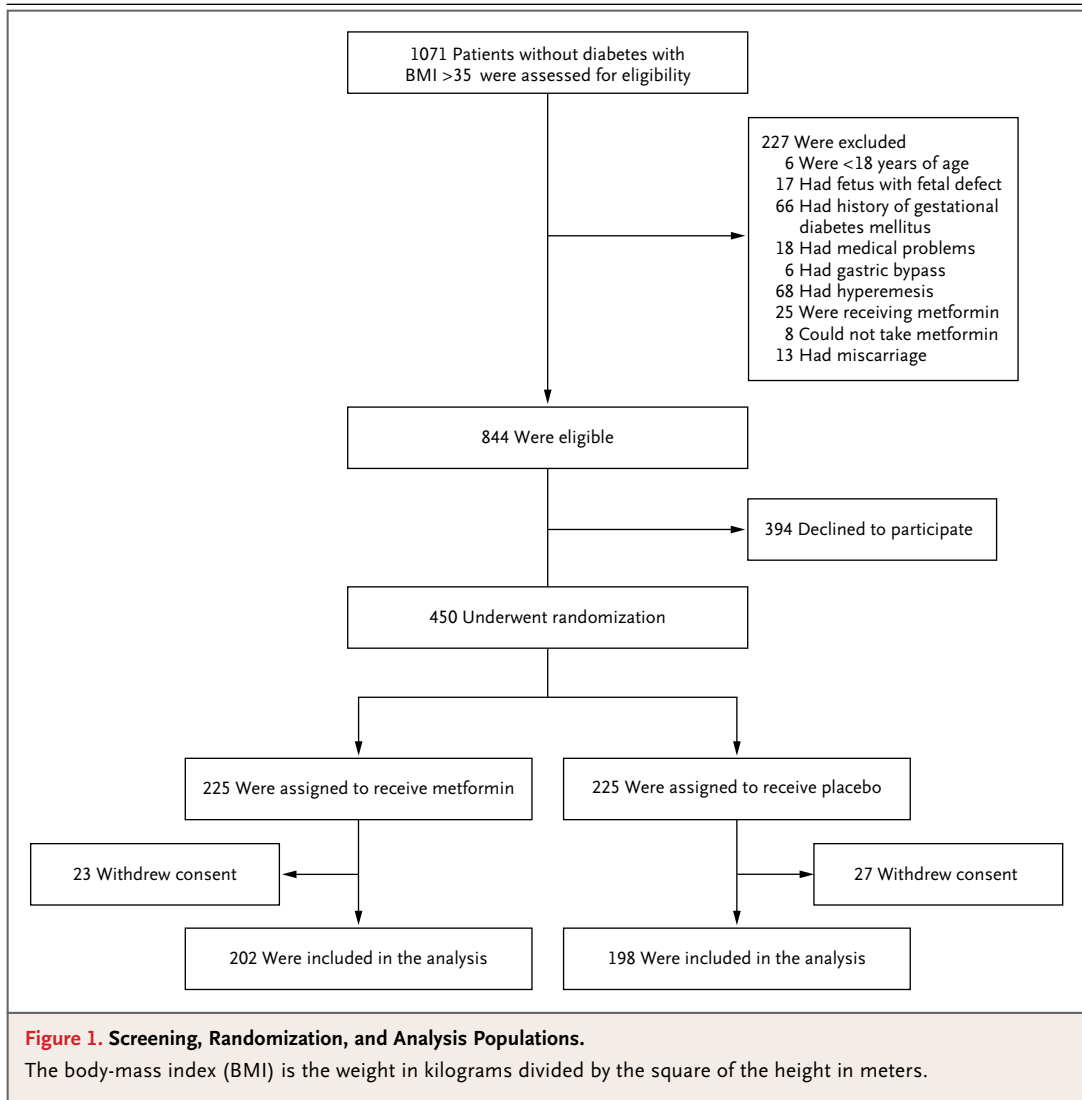 1071 Patients without diabetes with
BMI >35 were assessed for eligibility
227 Were excluded
6 Were <18 years of age
17 Had fetus with fetal defect
66 Had history of gestational
diabetes mellitus
18 Had medical problems
6 Had gastric bypass
68 Had hyperemesis
25 Were receiving metformin
8 Could not take metformin
13 Had miscarriage
844 Were eligible
394 Declined to participate
450 Underwent randomization
225 Were assigned to receive metformin
225 Were assigned to receive placebo
23 Withdrew consent
27 Withdrew consent
202 Were included in the analysis
198 Were included in the analysis
Figure 1. Screening, Randomization, and Analysis Populations.
The body-mass index (BMI) is the weight in kilograms divided by the square of the height in meters.